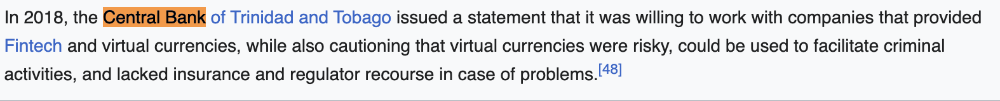 In 2018, the Central Bank of Trinidad and Tobago issued a statement that it was willing to work with companies that provided
Fintech and virtual currencies, while also cautioning that virtual currencies were risky, could be used to facilitate criminal
activities, and lacked insurance and regulator recourse in case of problems.[48]